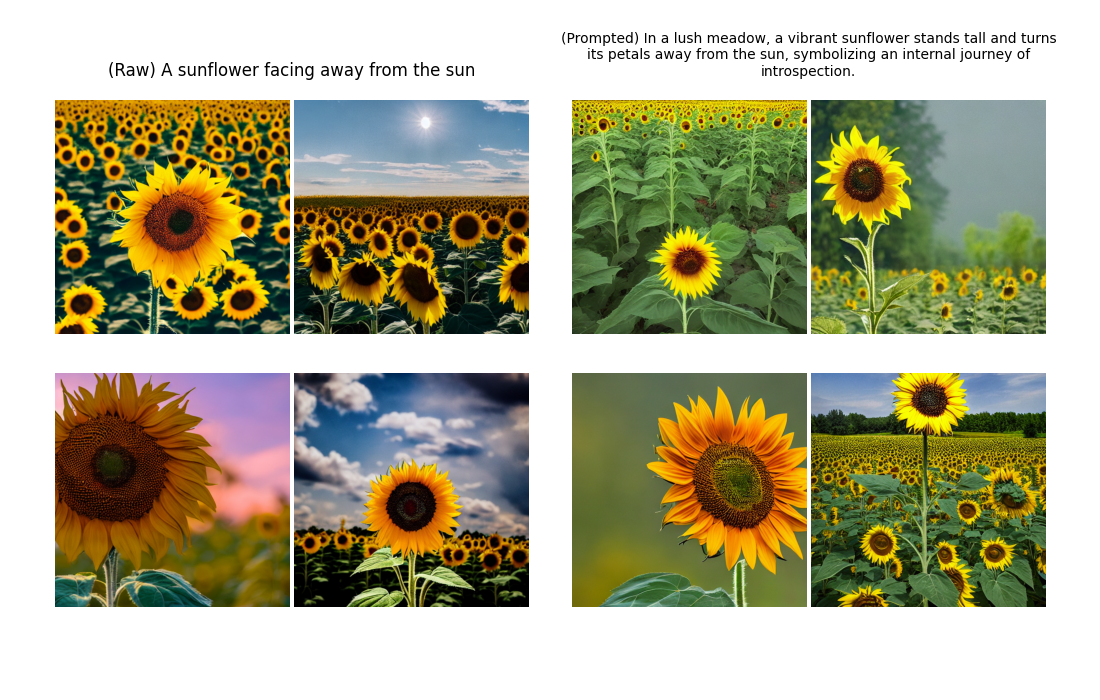 (Raw) A sunflower facing away from the sun
(Prompted) In a lush meadow, a vibrant sunflower stands tall and turns
its petals away from the sun, symbolizing an internal journey of
introspection.